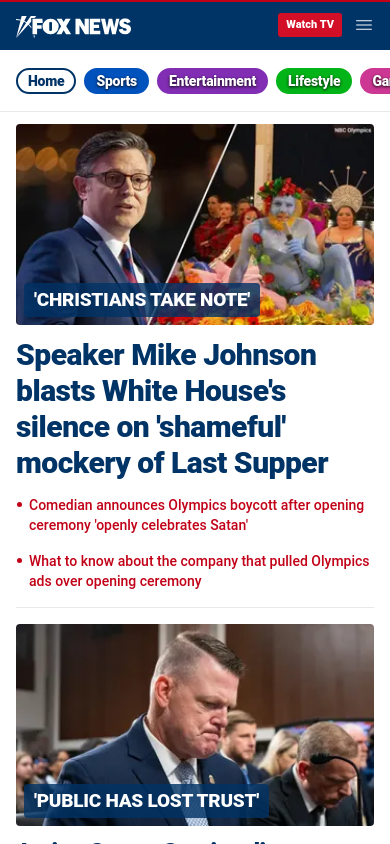 FOX NEWS
Watch TV
Home
Sports
Entertainment
Lifestyle
NBC Olympics
'CHRISTIANS TAKE NOTE'
Speaker Mike Johnson
blasts White House's
silence on 'shameful'
mockery of Last Supper
• Comedian announces Olympics boycott after opening
ceremony 'openly celebrates Satan'
• What to know about the company that pulled Olympics
ads over opening ceremony
'PUBLIC HAS LOST TRUST'